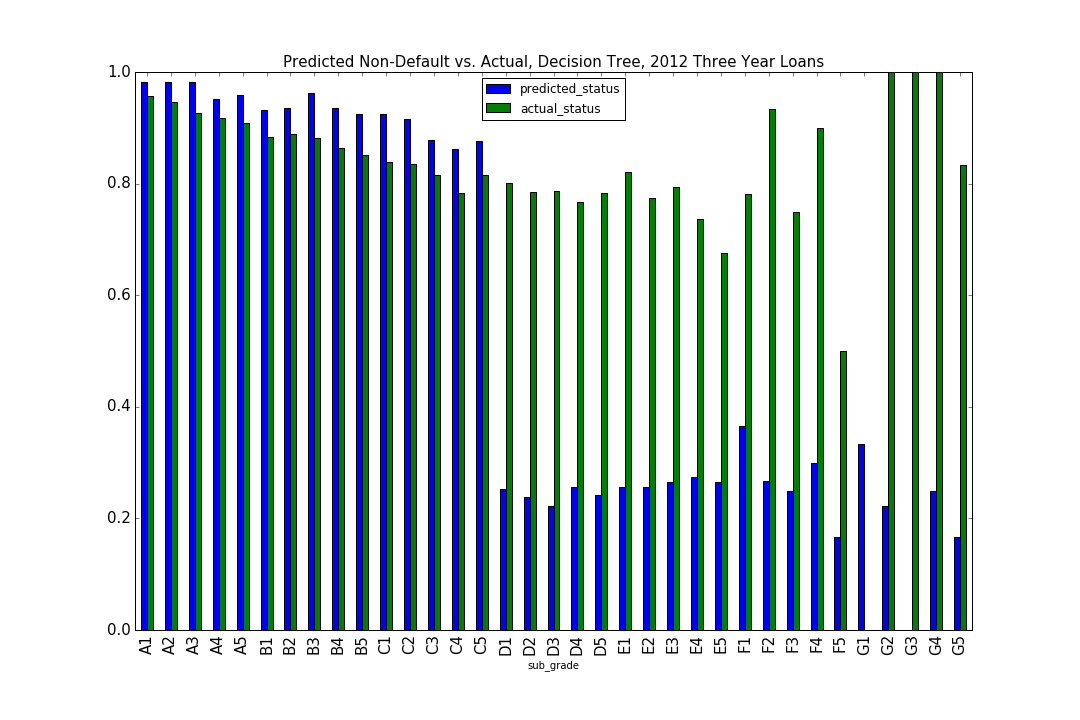 Predicted Non-Default vs. Actual, Decision Tree, 2012 Three Year Loans
predicted_status
actual_status
1.0
0.8
0.6
0.4
0.2
0.0
A1 A2 A3 A4 A5 B1 B2 B3 B4 B5 C1 C2 C3 C4 C5 D1 D2 D3 D4 D5 E1 E2 E3 E4 E5 F1 F2 F3 F4 F5 G1 G2 G3 G4 G5
sub_grade